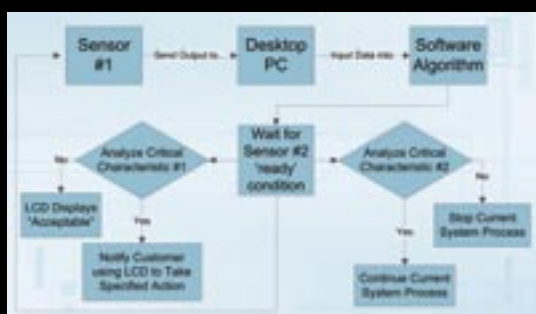 Sensor
#1
Send Output to...
Desktop
PC
Input Data into
Software
Algorithm
No
Analyze Critical
Characteristic #1
Wait for
Sensor #2
'ready'
condition
Analyze Critical
Characteristic #2
No
LCD Displays
"Acceptable"
Yes
Stop Current
System Process
Yes
Notify Customer
using LCD to Take
Specified Action
Continue Current
System Process